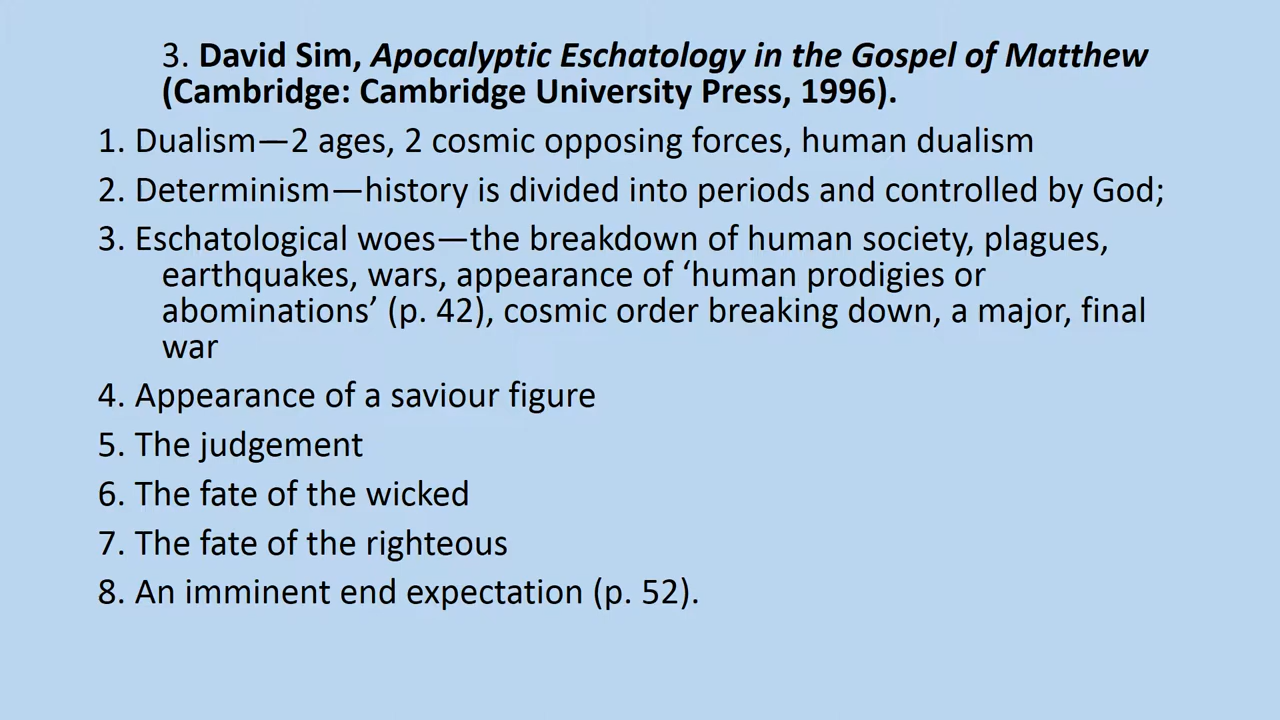 3. David Sim, Apocalyptic Eschatology in the Gospel of Matthew
(Cambridge: Cambridge University Press, 1996).
1. Dualism—2 ages, 2 cosmic opposing forces, human dualism
2. Determinism—history is divided into periods and controlled by God;
3. Eschatological woes—the breakdown of human society, plagues,
earthquakes, wars, appearance of ‘human prodigies or
abominations’ (p. 42), cosmic order breaking down, a major, final
war
4. Appearance of a saviour figure
5. The judgement
6. The fate of the wicked
7. The fate of the righteous
8. An imminent end expectation (p. 52).